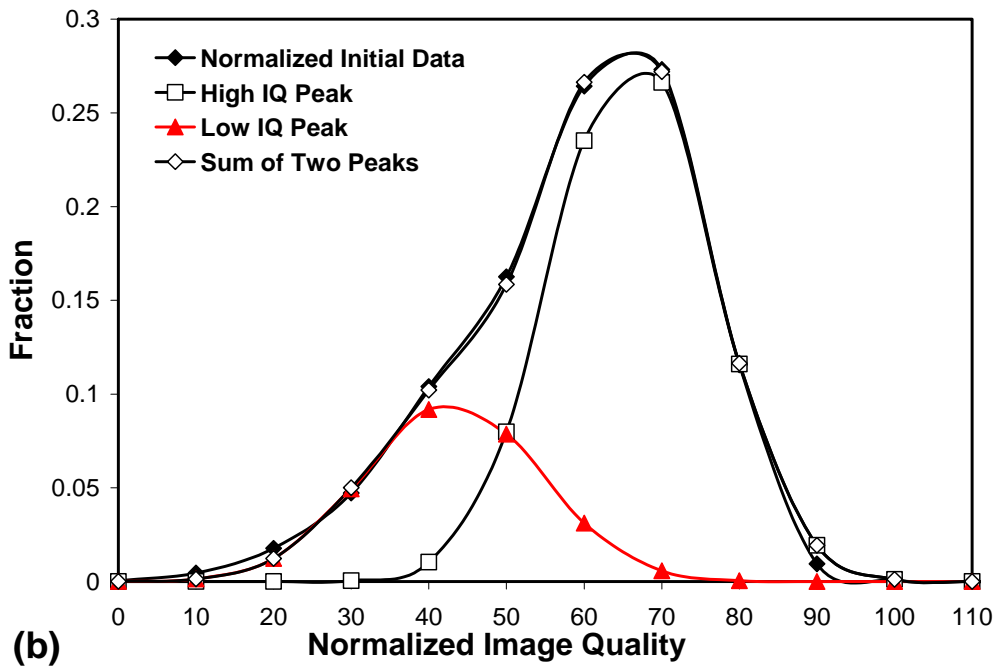 0.3
0.25
0.2
0.15
0.1
0.05
0
Fraction
Normalized Initial Data
High IQ Peak
Low IQ Peak
Sum of Two Peaks
0 10 20 30 40 50 60 70 80 90 100 110
Normalized Image Quality
(b)